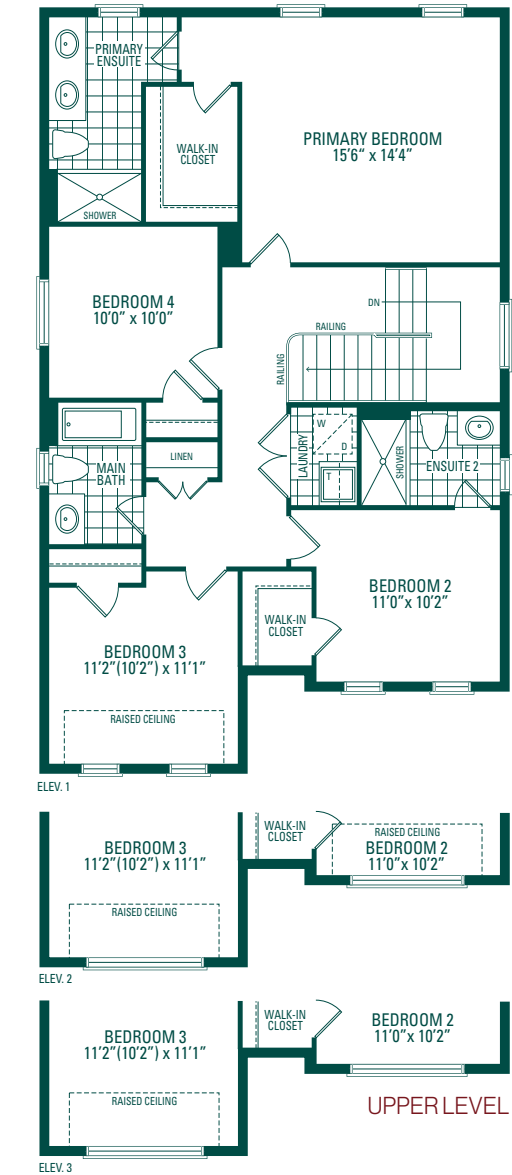 PRIMARY
ENSUITE
WALK-IN
CLOSET
PRIMARY BEDROOM
15'6" x 14'4"
SHOWER
BEDROOM 4
10'0" x 10'0"
DN
RAILING
RAILING
W
D
LAUNDRY
T
SHOWER
ENSUITE 2
LINEN
MAIN
BATH
BEDROOM 2
11'0"x 10'2"
WALK-IN
CLOSET
BEDROOM 3
11'2"(10'2") x 11'1"
RAISED CEILING
ELEV. 1
WALK-IN
CLOSET
RAISED CEILING
BEDROOM 2
11'0"x 10'2"
BEDROOM 3
11'2"(10'2") x 11'1"
RAISED CEILING
ELEV. 2
WALK-IN
CLOSET
BEDROOM 2
11'0"x 10'2"
BEDROOM 3
11'2"(10'2") x 11'1"
RAISED CEILING
UPPER LEVEL
ELEV. 3